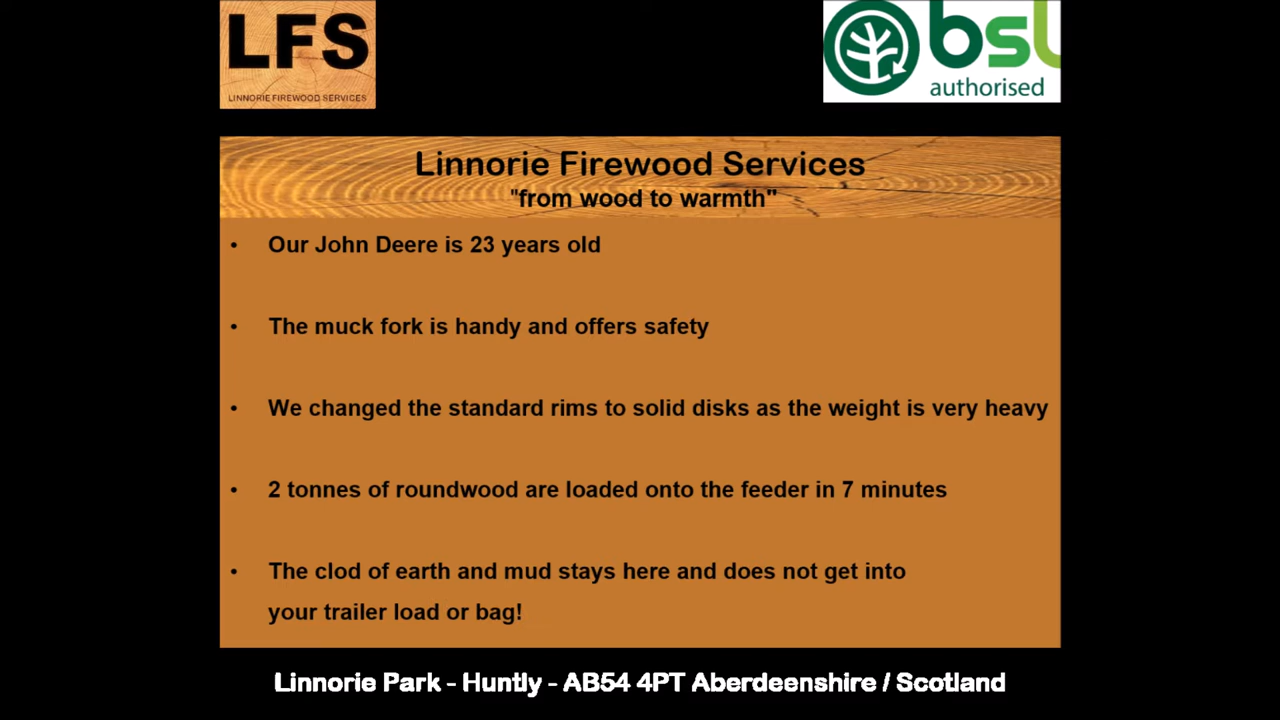 LFS
LINNORIE FIREWOOD SERVICES
bsl
authorised
Linnorie Firewood Services
"from wood to warmth"
• Our John Deere is 23 years old
• The muck fork is handy and offers safety
• We changed the standard rims to solid disks as the weight is very heavy
• 2 tonnes of roundwood are loaded onto the feeder in 7 minutes
• The clod of earth and mud stays here and does not get into
your trailer load or bag!
Linnorie Park - Huntly - AB54 4PT Aberdeenshire / Scotland